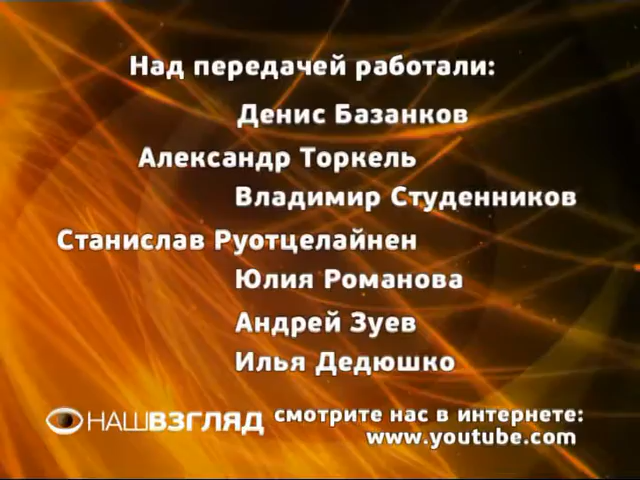 Над передачей работали:
Денис Базанков
Александр Торкель
Владимир Студенников
Станислав Руотцелайнен
Юлия Романова
Андрей Зуев
Илья Дедюшко
НАШВЗГЛЯД смотрите нас в интернете:
www.youtube.com